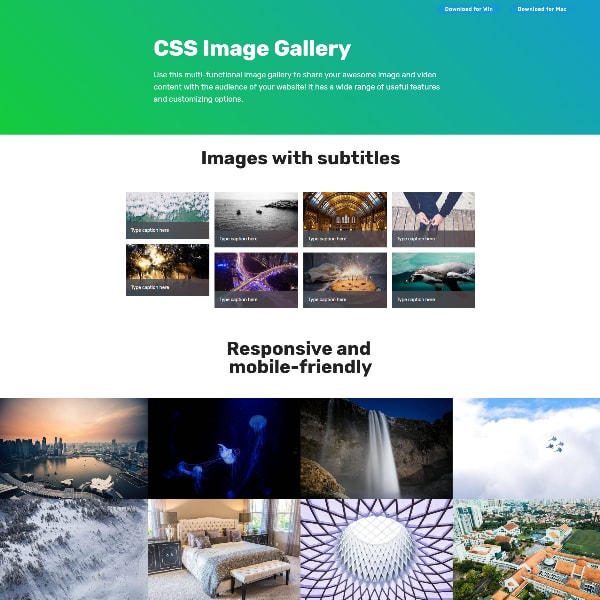 Download for Win
Download for Mac
CSS Image Gallery
Use this multi-functional image gallery to share your awesome image and video
content with the audience of your website! It has a wide range of useful features
and customizing options.
Images with subtitles
Type caption here
Type caption here
Type caption here
Type caption here
Type caption here
Type caption here
Type caption here
Type caption here
Responsive and
mobile-friendly